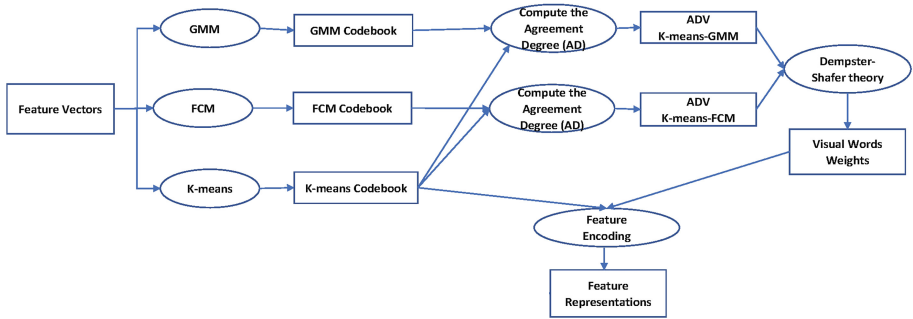 GMM
GMM Codebook
Compute the
Agreement
Degree (AD)
ADV
K-means-GMM
Dempster-
Shafer theory
Feature Vectors
FCM
FCM Codebook
Compute the
Agreement
Degree (AD)
ADV
K-means-FCM
Visual Words
Weights
K-means
K-means Codebook
Feature
Encoding
Feature
Representations